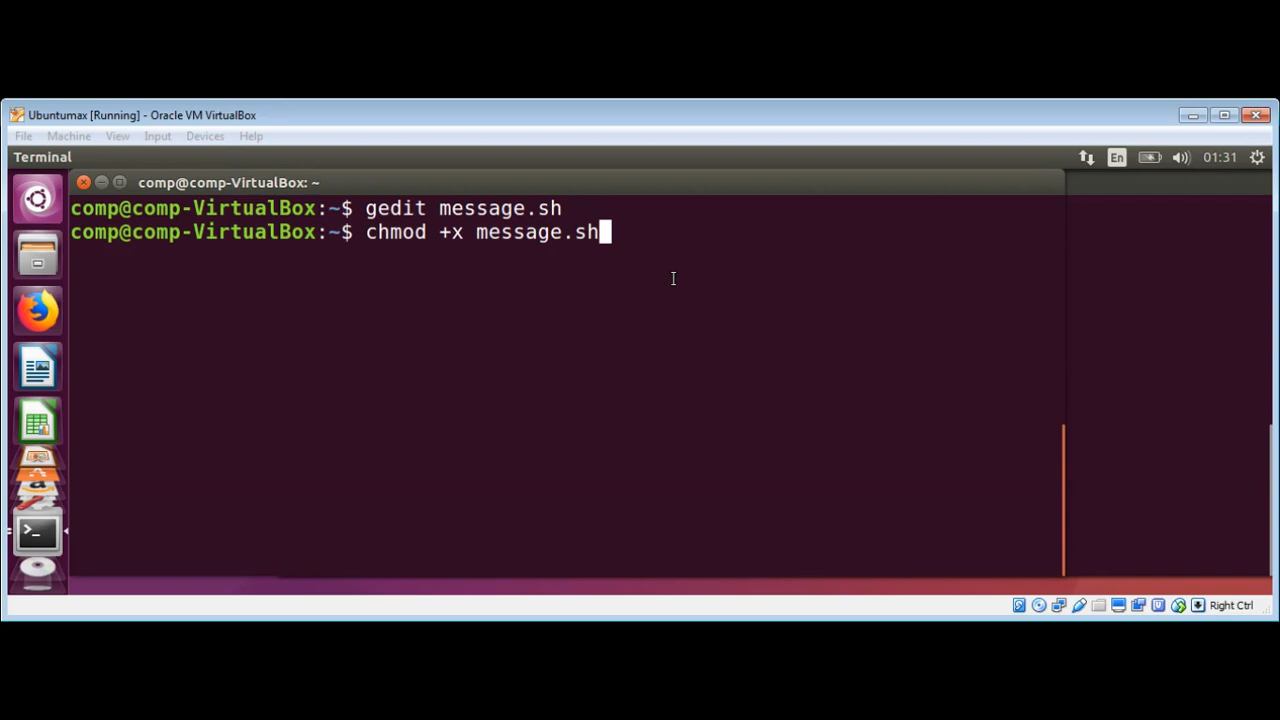 Ubuntumax [Running] - Oracle VM VirtualBox
File Machine View Input Devices Help
Terminal
En
01:31
comp@comp-VirtualBox: ~
comp@comp-VirtualBox:~$ gedit message.sh
comp@comp-VirtualBox:~$ chmod +x message.sh
Right Ctrl